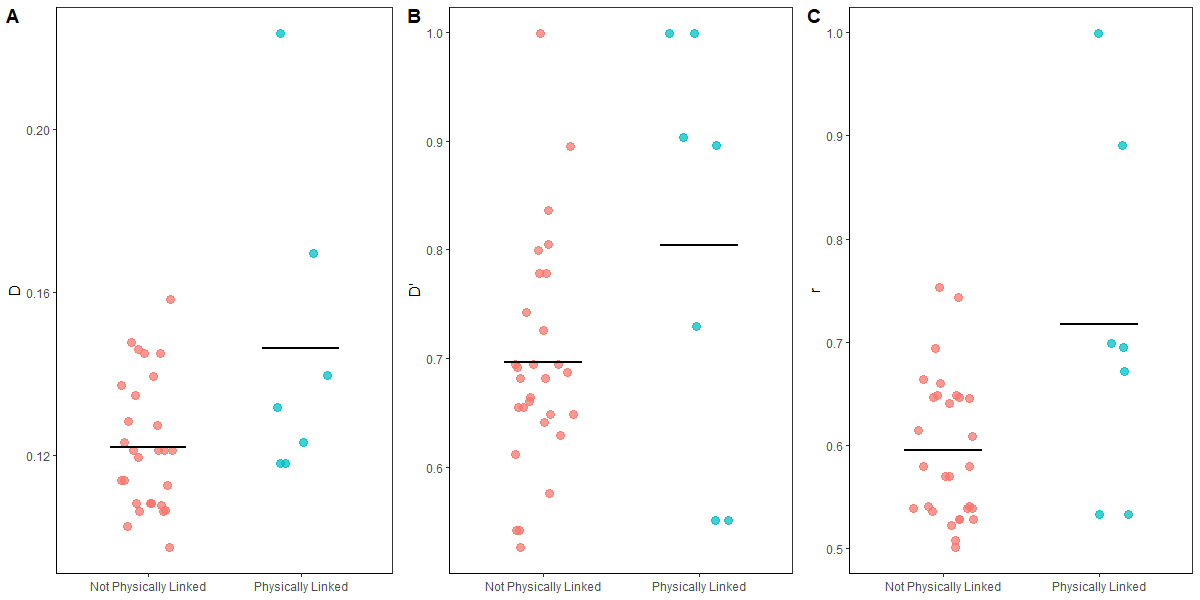 A
D
0.20
0.16
0.12
Not Physically Linked
Physically Linked
B
D'
1.0
0.9
0.8
0.7
0.6
Not Physically Linked
Physically Linked
C
r
1.0
0.9
0.8
0.7
0.6
0.5
Not Physically Linked
Physically Linked